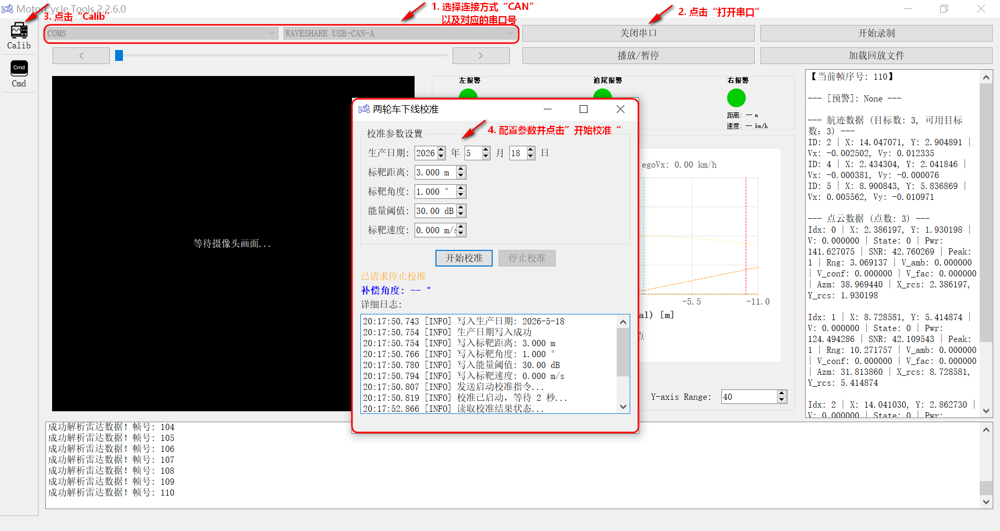 MotorCycle Tools 2.2.6.0
3. 点击“Calib”
1. 选择连接方式“CAN”
以及对应的串口号
2. 点击“打开串口”
Calib
Cmd
Cmd
COM8
WAVESHARE USB-CAN-A
关闭串口
开始录制
<
>
播放/暂停
加载回放文件
等待摄像头画面...
左报警
追尾报警
右报警
距离: — m
速度: — km/h
egoVx: 0.00 km/h
-5.5
-11.0
al) [m]
点
Y-axis Range:
40
两轮车下线校准
4. 配置参数并点击”开始校准“
校准参数设置
生产日期: 2026 年 5 月 18 日
标靶距离: 3.000 m
标靶角度: 1.000 °
能量阈值: 30.00 dB
标靶速度: 0.000 m/s
开始校准
停止校准
已请求停止校准
补偿角度: -- °
详细日志:
20:17:50.743 [INFO] 写入生产日期: 2026-5-18
20:17:50.754 [INFO] 生产日期写入成功
20:17:50.754 [INFO] 写入标靶距离: 3.000 m
20:17:50.766 [INFO] 写入标靶角度: 1.000 °
20:17:50.780 [INFO] 写入能量阈值: 30.00 dB
20:17:50.794 [INFO] 写入标靶速度: 0.000 m/s
20:17:50.807 [INFO] 发送启动校准指令...
20:17:50.819 [INFO] 校准已启动，等待 2 秒...
20:17:52.866 [INFO] 读取校准结果状态...
【当前帧序号: 110】
--- [预警]: None ---
--- 航迹数据 (目标数: 3, 可用目标
数: 3) ---
ID: 2 | X: 14.047071, Y: 2.904891 |
Vx: -0.002502, Vy: 0.012335
ID: 4 | X: 2.434304, Y: 2.041846 |
Vx: -0.000381, Vy: -0.000076
ID: 5 | X: 8.900843, Y: 5.836869 |
Vx: 0.005562, Vy: -0.010971
--- 点云数据 (点数: 3) ---
Idx: 0 | X: 2.386197, Y: 1.930198 |
V: 0.000000 | State: 0 | Pwr:
141.627075 | SNR: 42.760269 | Peak:
1 | Rng: 3.069137 | V_amb: 0.000000
| V_conf: 0.000000 | V_fac: 0.000000
| Azm: 38.969440 | X_rcs: 2.386197,
Y_rcs: 1.930198
Idx: 1 | X: 8.728581, Y: 5.414874 |
V: 0.000000 | State: 0 | Pwr:
124.494286 | SNR: 42.109543 | Peak:
1 | Rng: 10.271757 | V_amb: 0.000000
| V_conf: 0.000000 | V_fac: 0.000000
| Azm: 31.813860 | X_rcs: 8.728581,
Y_rcs: 5.414874
Idx: 2 | X: 14.041030, Y: 2.862730 |
V: 0.000000 | State: 0 | Pwr:
成功解析雷达数据! 帧号: 104
成功解析雷达数据! 帧号: 105
成功解析雷达数据! 帧号: 106
成功解析雷达数据! 帧号: 107
成功解析雷达数据! 帧号: 108
成功解析雷达数据! 帧号: 109
成功解析雷达数据! 帧号: 110